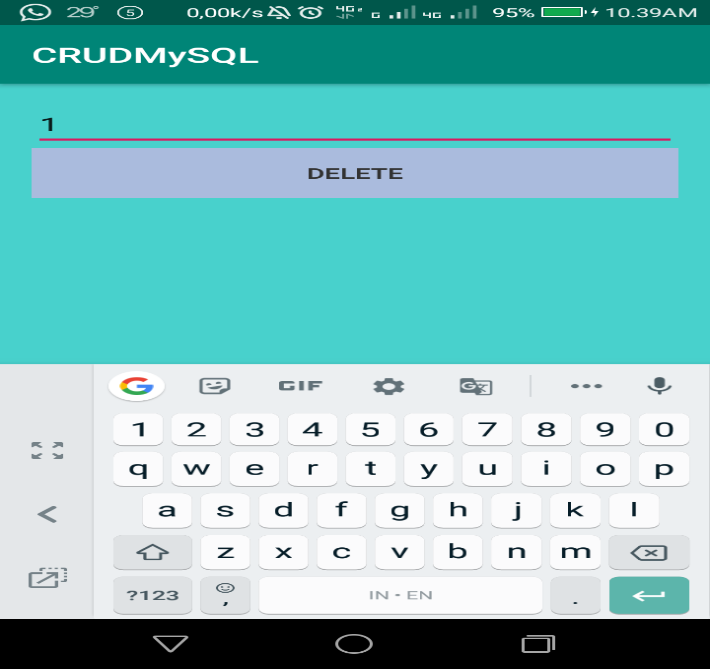 29° 5 0,00k/s 4G G 4G 95% 10.39AM
CRUDMySQL
1
DELETE
G GIF G
1 2 3 4 5 6 7 8 9 0
q w e r t y u i o p
a s d f g h j k l
z x c v b n m
?123 , IN • EN .